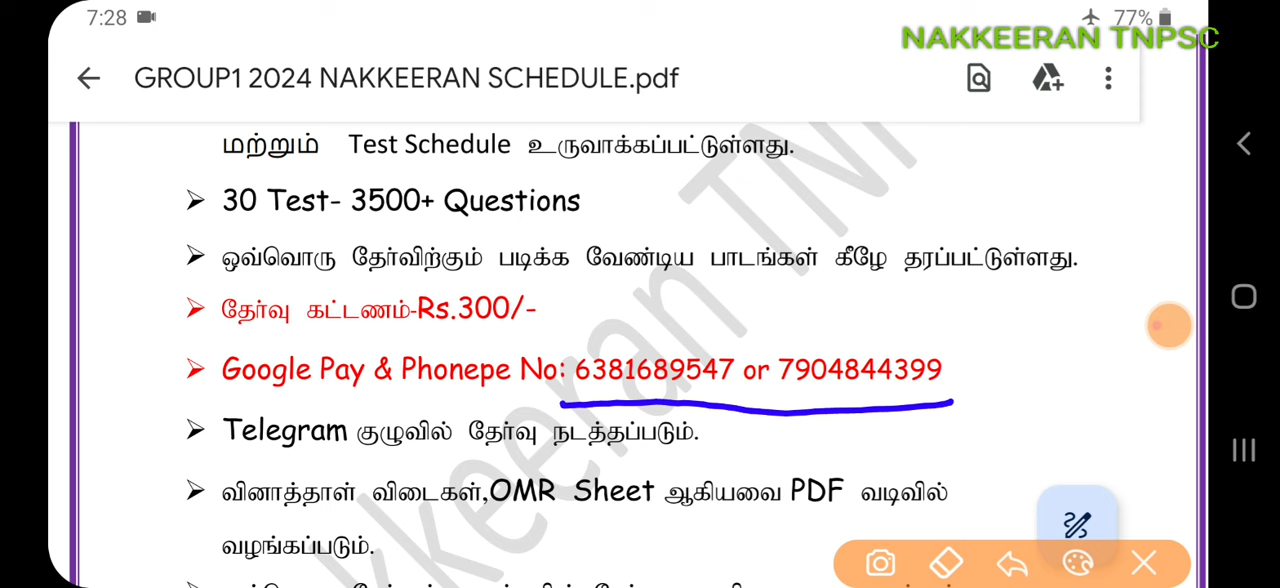 7:28 77%
NAKKEERAN TNPSC
GROUP1 2024 NAKKEERAN SCHEDULE.pdf
மற்றும் Test Schedule உருவாக்கப்பட்டுள்ளது.
➢ 30 Test- 3500+ Questions
➢ ஒவ்வொரு தேர்விற்கும் படிக்க வேண்டிய பாடங்கள் கீழே தரப்பட்டுள்ளது.
➢ தேர்வு கட்டணம்-Rs.300/-
➢ Google Pay & Phonepe No: 6381689547 or 7904844399
➢ Telegram குழுவில் தேர்வு நடத்தப்படும்.
➢ வினாத்தாள் விடைகள்,OMR Sheet ஆகியவை PDF வடிவில்
வழங்கப்படும்.